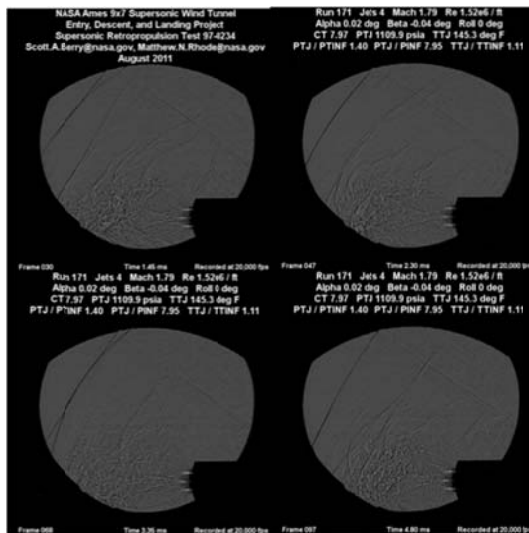 NASA Ames 9x7 Supersonic Wind Tunnel
Entry, Descent, and Landing Project
Supersonic Retropropulsion Test 97-0234
Scott.A.Berry@nasa.gov, Matthew.N.Rhode@nasa.gov
August 2011
Frame 030 Time 1.45 ms Recorded at 20,000 fps
Run 171 Jets 4 Mach 1.79 Re 1.52e6 / ft
Alpha 0.02 deg Beta -0.04 deg Roll 0 deg
CT 7.97 PTJ 1109.9 psia TTJ 145.3 deg F
PTJ / PTINF 1.40 PTJ / PINF 7.95 TTJ / TTINF 1.11
Frame 047 Time 2.30 ms Recorded at 20,000 fps
Run 171 Jets 4 Mach 1.79 Re 1.52e6 / ft
Alpha 0.02 deg Beta -0.04 deg Roll 0 deg
CT 7.97 PTJ 1109.9 psia TTJ 145.3 deg F
PTJ / PTINF 1.40 PTJ / PINF 7.95 TTJ / TTINF 1.11
Frame 068 Time 3.35 ms Recorded at 20,000 fps
Run 171 Jets 4 Mach 1.79 Re 1.52e6 / ft
Alpha 0.02 deg Beta -0.04 deg Roll 0 deg
CT 7.97 PTJ 1109.9 psia TTJ 145.3 deg F
PTJ / PTINF 1.40 PTJ / PINF 7.95 TTJ / TTINF 1.11
Frame 097 Time 4.80 ms Recorded at 20,000 fps